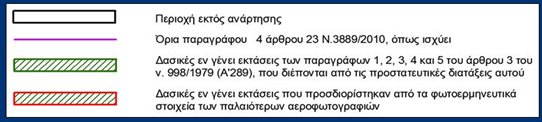 Περιοχή εκτός ανάρτησης
Όρια παραγράφου 4 άρθρου 23 Ν.3889/2010, όπως ισχύει
Δασικές εν γένει εκτάσεις των παραγράφων 1, 2, 3, 4 και 5 του άρθρου 3 του
ν. 998/1979 (Α'289), που διέπονται από τις προστατευτικές διατάξεις αυτού
Δασικές εν γένει εκτάσεις που προσδιορίστηκαν από τα φωτοερμηνευτικά
στοιχεία των παλαιότερων αεροφωτογραφιών